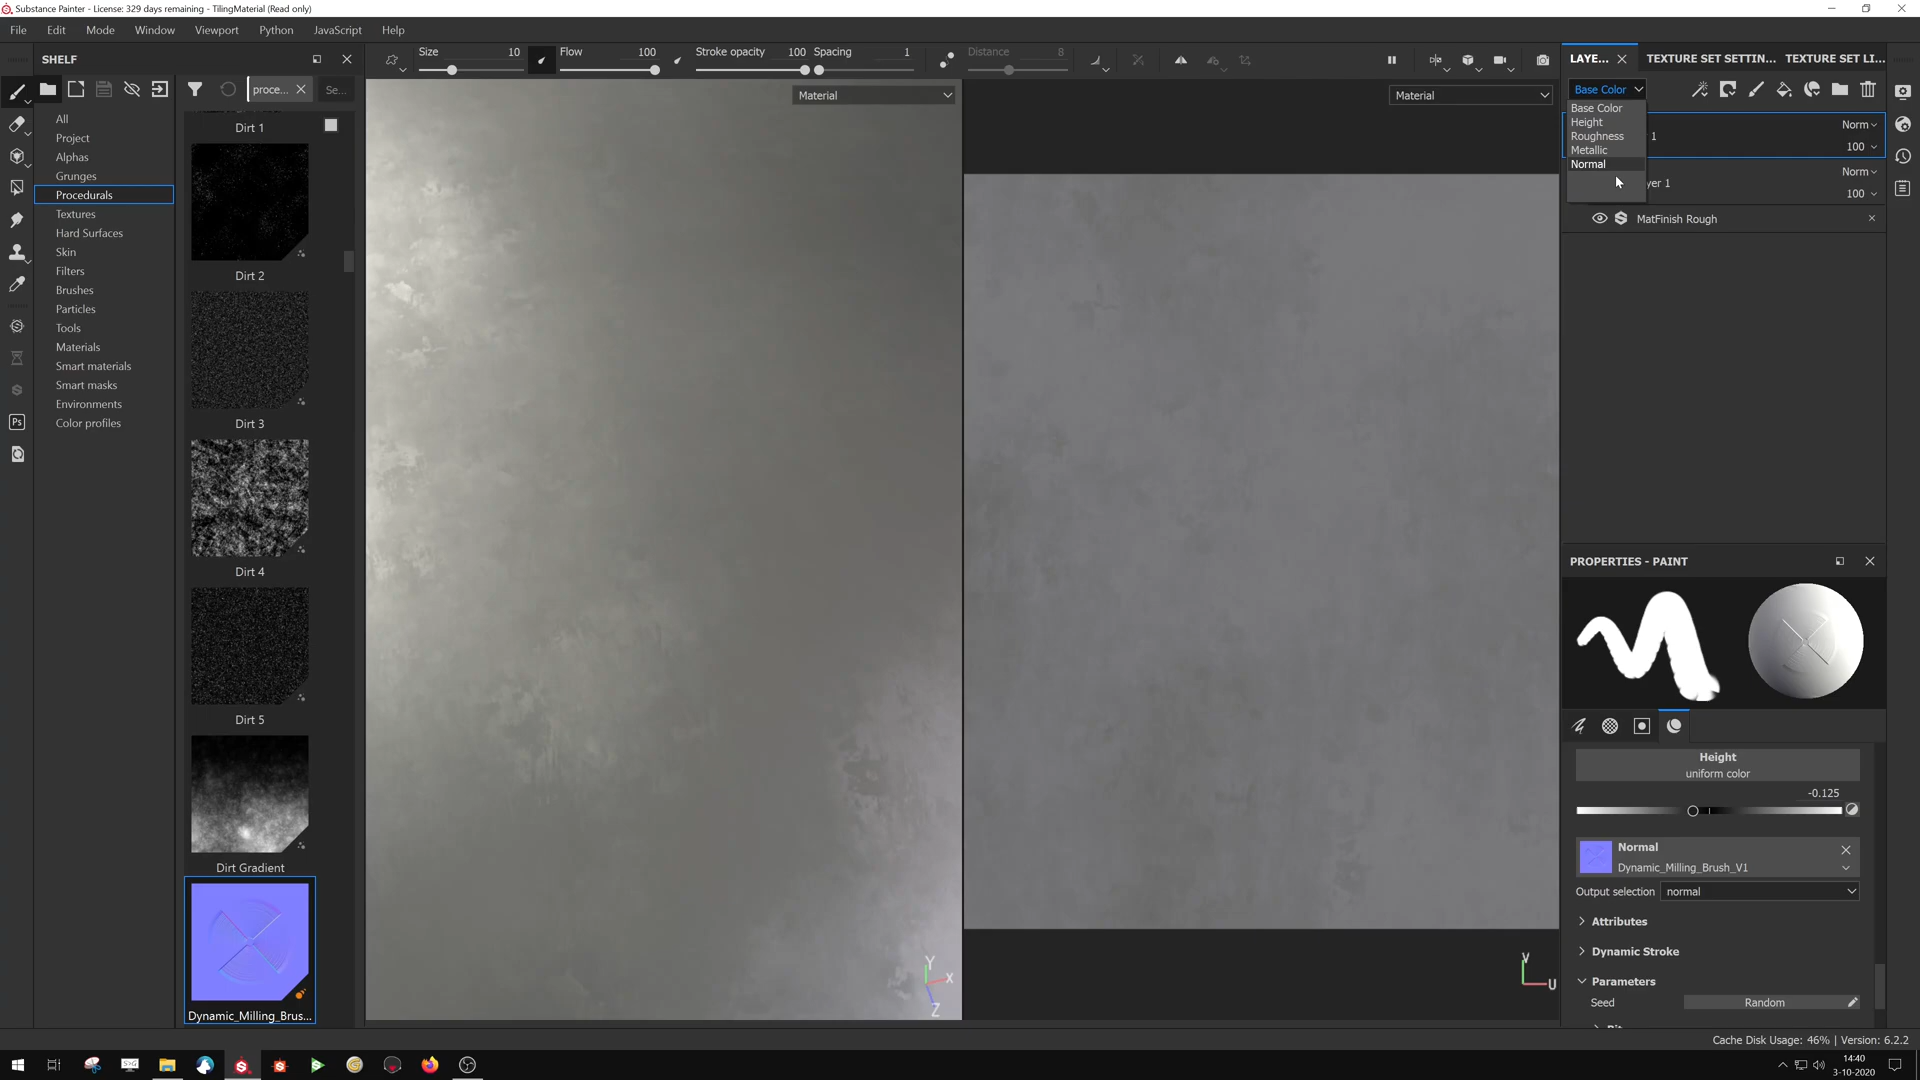 Substance Painter - License: 329 days remaining - TilingMaterial (Read only)
File Edit Mode Window Viewport Python JavaScript Help
SHELF
Size 10
Flow 100
Stroke opacity 100
Spacing 1
Distance 8
LAYE...
TEXTURE SET SETTIN...
TEXTURE SET LI...
proce...
Se...
Material
Material
Base Color
Base Color
Height
Roughness
Metallic
Normal
1
Norm
100
yer 1
Norm
100
MatFinish Rough
All
Project
Alphas
Grunges
Procedurals
Textures
Hard Surfaces
Skin
Filters
Brushes
Particles
Tools
Materials
Smart materials
Smart masks
Environments
Color profiles
Dirt 1
Dirt 2
Dirt 3
Dirt 4
Dirt 5
Dirt Gradient
Dynamic_Milling_Brus...
Ps
Y
X
Z
V
U
PROPERTIES - PAINT
Height
uniform color
-0.125
Normal
Dynamic_Milling_Brush_V1
Output selection normal
Attributes
Dynamic Stroke
Parameters
Seed Random
Cache Disk Usage: 46% | Version: 6.2.2
14:40
3-10-2020